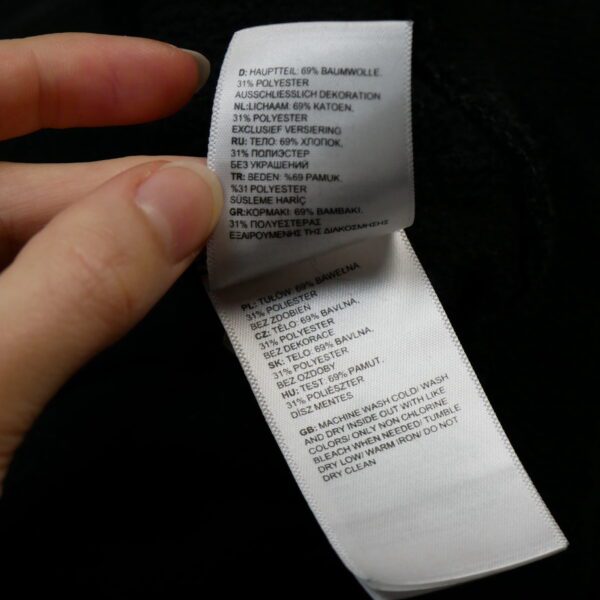 D: HAUPTTEIL: 69% BAUMWOLLE.
31% POLYESTER
AUSSCHLIESSLICH DEKORATION
NL:LICHAAM: 69% KATOEN.
31% POLYESTER
EXCLUSIEF VERSIERING
RU: ТЕЛО: 69% ХЛОПОК.
31% ПОЛИЭСТЕР
БЕЗ УКРАШЕНИЙ
TR: BEDEN: %69 PAMUK.
%31 POLYESTER
SÜSLEME HARİÇ
GR:ΚΟΡΜΑΚΙ: 69% ΒΑΜΒΑΚΙ.
31% ΠΟΛΥΕΣΤΕΡΑΣ
ΕΞΑΙΡΟΥΜΕΝΗΣ ΤΗΣ ΔΙΑΚΟΣΜΗΣΗΣ
PL: TUŁÓW: 69% BAWEŁNA.
31% POLIESTER
BEZ ZDOBIEŃ
CZ: TĚLO: 69% BAVLNA.
31% POLYESTER
BEZ DEKORACE
SK: TELO: 69% BAVLNA.
31% POLYESTER
BEZ OZDOBY
HU: TEST: 69% PAMUT.
31% POLIÉSZTER
DÍSZ MENTES
GB: MACHINE WASH COLD/ WASH
AND DRY INSIDE OUT WITH LIKE
COLORS/ ONLY NON CHLORINE
BLEACH WHEN NEEDED/ TUMBLE
DRY LOW/ WARM IRON/ DO NOT
DRY CLEAN